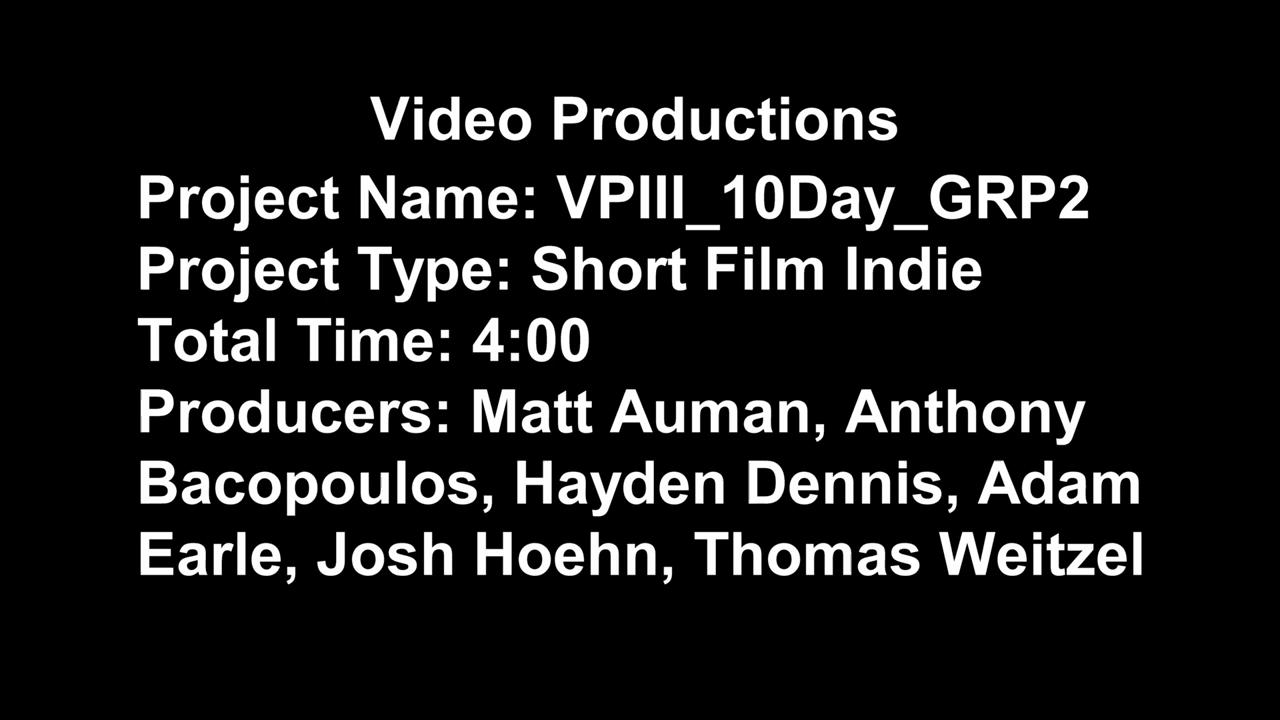 Video Productions
Project Name: VPIII_10Day_GRP2
Project Type: Short Film Indie
Total Time: 4:00
Producers: Matt Auman, Anthony
Bacopoulos, Hayden Dennis, Adam
Earle, Josh Hoehn, Thomas Weitzel